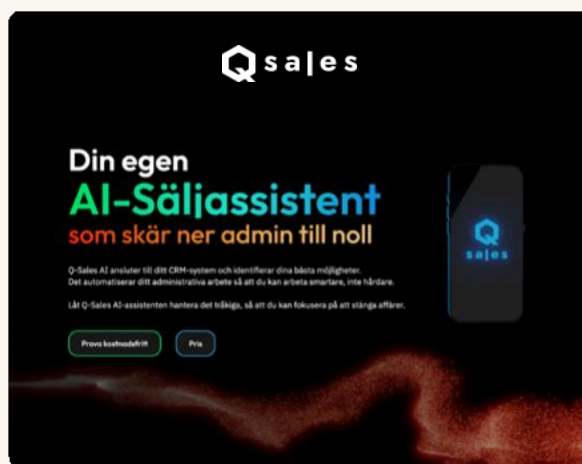 Q sales
Din egen
AI-Säljassistent
som skär ner admin till noll
Q-Sales AI ansluter till ditt CRM-system och identifierar dina bästa möjligheter.
Det automatiserar ditt administrativa arbete så att du kan arbeta smartare, inte hårdare.
Låt Q-Sales AI-assistenten hantera det tråkiga, så att du kan fokusera på att stänga affärer.
Prova kostnadsfritt
Pris
Q
sales